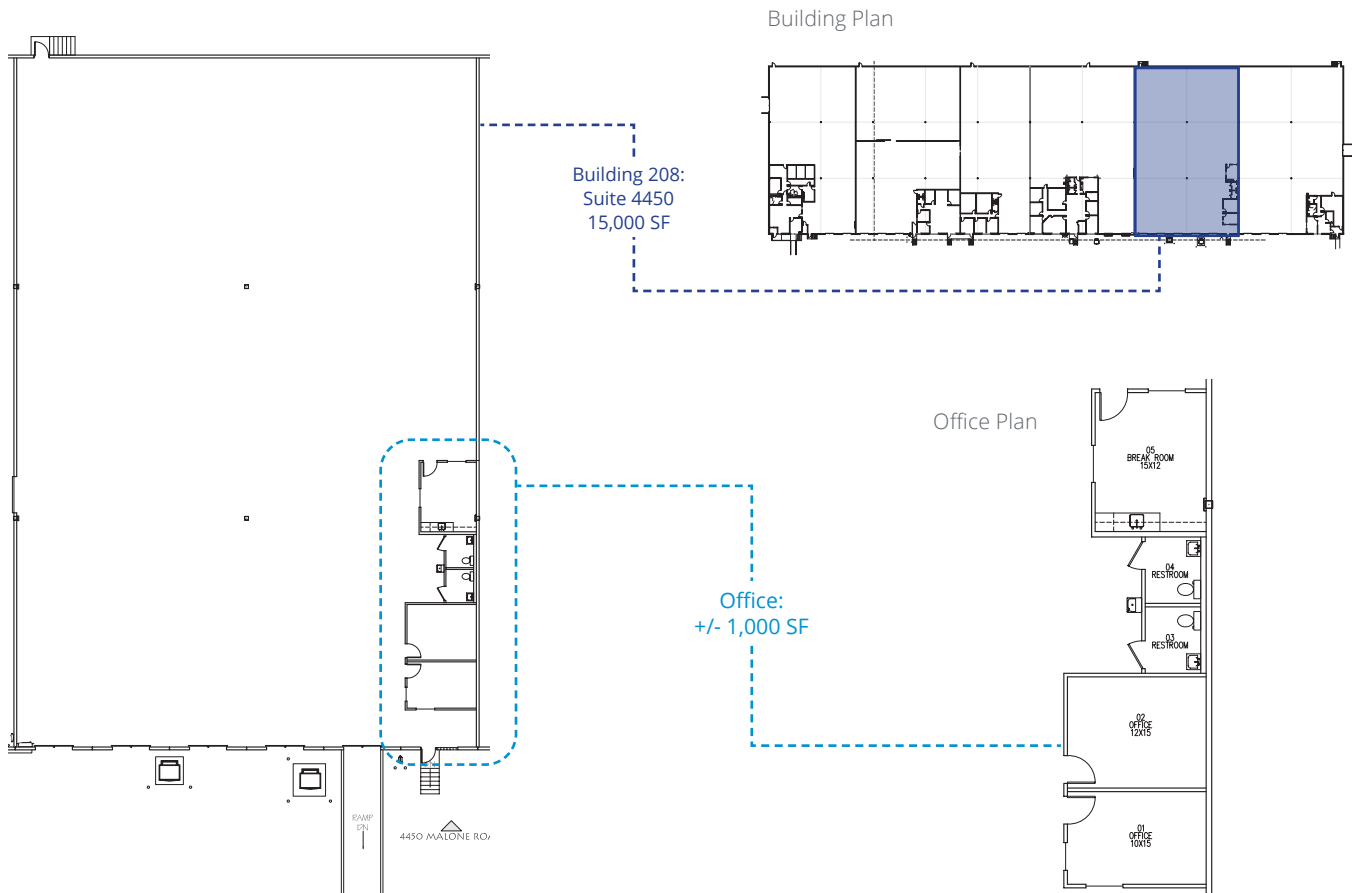 Building Plan
Building 208:
Suite 4450
15,000 SF
Office Plan
05
BREAK ROOM
15X12
04
RESTROOM
Office:
+/- 1,000 SF
03
RESTROOM
02
OFFICE
12X15
RAMP
DN
4450 MALONE ROA
01
OFFICE
10X15